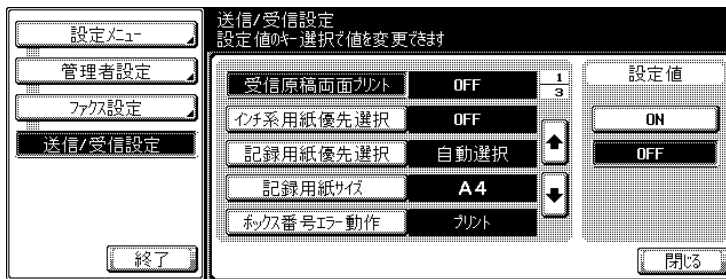 設定メニュー
管理者設定
ファクス設定
送信/受信設定
終了
送信/受信設定
設定値のキー選択で値を変更できます
受信原稿両面プリント OFF
インチ系用紙優先選択 OFF
記録用紙優先選択 自動選択
記録用紙サイズ A4
ボックス番号エラー動作 プリント
1
3
設定値
ON
OFF
閉じる